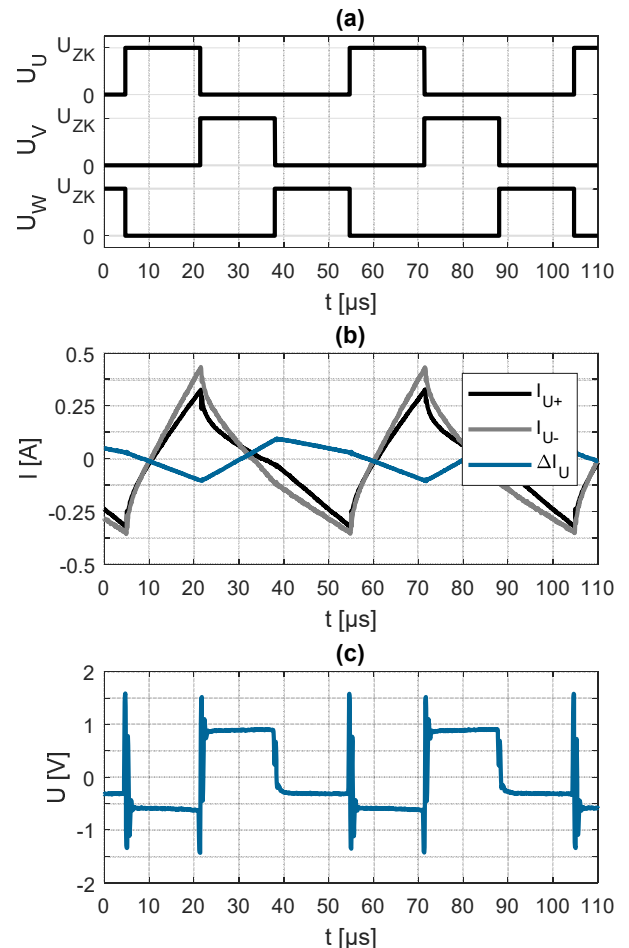 (a)
U_U U_ZK
0
U_V U_ZK
0
U_W U_ZK
0
0 10 20 30 40 50 60 70 80 90 100 110
t [µs]
(b)
I [A]
0.5
0.25
0
-0.25
-0.5
I_U+
I_U-
ΔI_U
0 10 20 30 40 50 60 70 80 90 100 110
t [µs]
(c)
U [V]
2
1
0
-1
-2
0 10 20 30 40 50 60 70 80 90 100 110
t [µs]